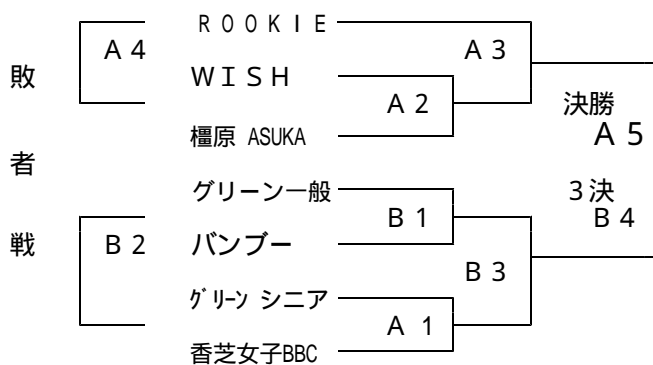 ＲＯＯＫＩＥ
Ａ４
Ａ３
敗
ＷＩＳＨ
Ａ２
決勝
Ａ５
橿原 ASUKA
者
グリーン一般
３決
Ｂ４
Ｂ１
戦
Ｂ２
バンブー
Ｂ３
ｸﾞﾘｰﾝ シニア
Ａ１
香芝女子BBC